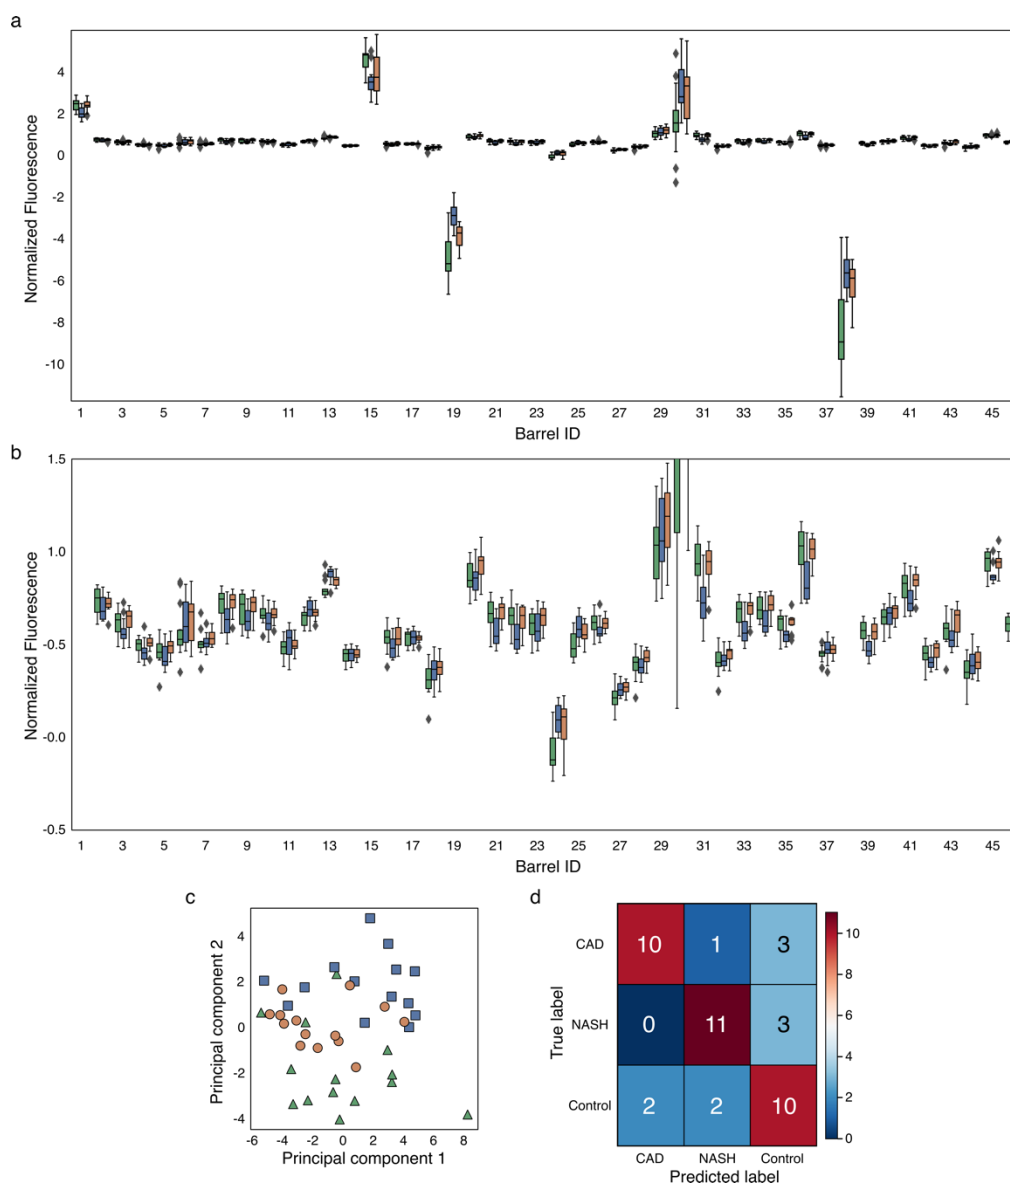 a
4
2
0
-2
-4
-6
-8
-10
Normalized Fluorescence
1 3 5 7 9 11 13 15 17 19 21 23 25 27 29 31 33 35 37 39 41 43 45
Barrel ID
b
1.5
1.0
-0.5
-0.0
-0.5
Normalized Fluorescence
1 3 5 7 9 11 13 15 17 19 21 23 25 27 29 31 33 35 37 39 41 43 45
Barrel ID
c
4
2
0
-2
-4
Principal component 2
-6 -4 -2 0 2 4 6 8
Principal component 1
d
CAD 10 1 3
NASH 0 11 3
Control 2 2 10
True label
CAD NASH Control
Predicted label
10
8
6
4
2
0